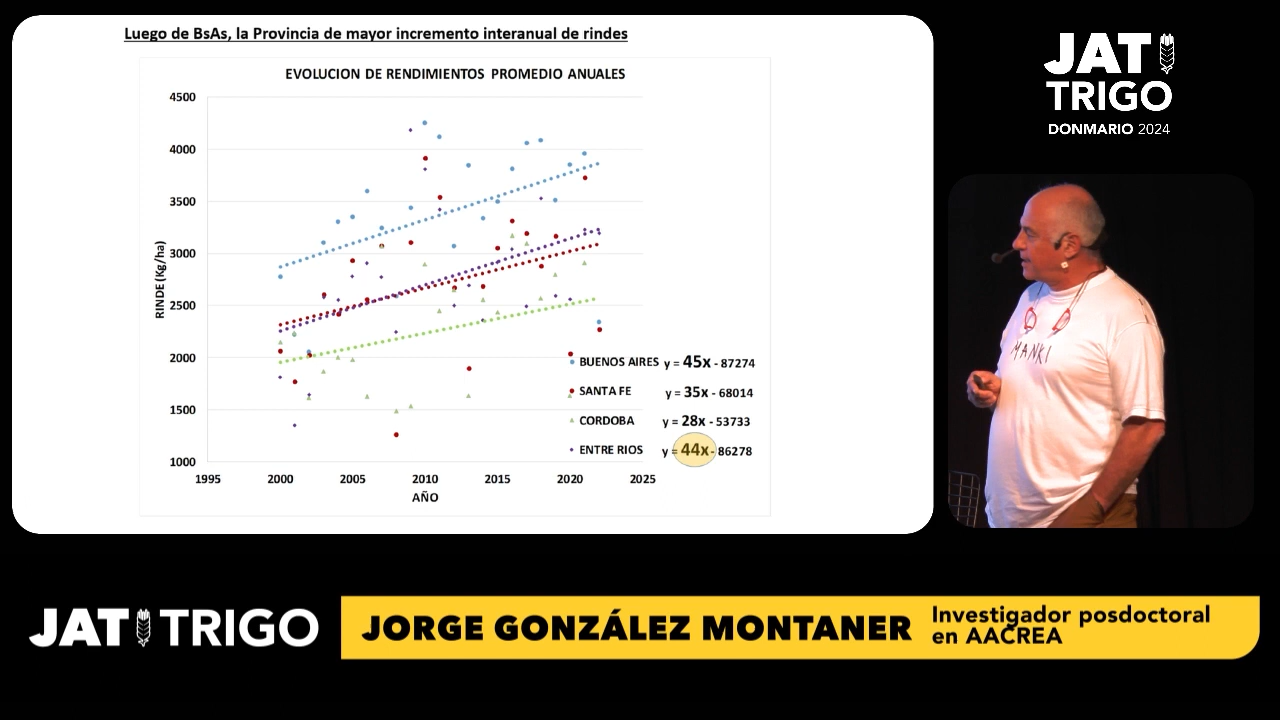 Luego de BsAs, la Provincia de mayor incremento interanual de rindes
EVOLUCION DE RENDIMIENTOS PROMEDIO ANUALES
RINDE (Kg/ha)
4500
4000
3500
3000
2500
2000
1500
1000
1995 2000 2005 2010 2015 2020 2025
AÑO
BUENOS AIRES y = 45x - 87274
SANTA FE y = 35x - 68014
CORDOBA y = 28x - 53733
ENTRE RIOS y = 44x - 86278
JAT
TRIGO
DONMARIO 2024
MANKI
JAT TRIGO
JORGE GONZÁLEZ MONTANER
Investigador posdoctoral
en AACREA